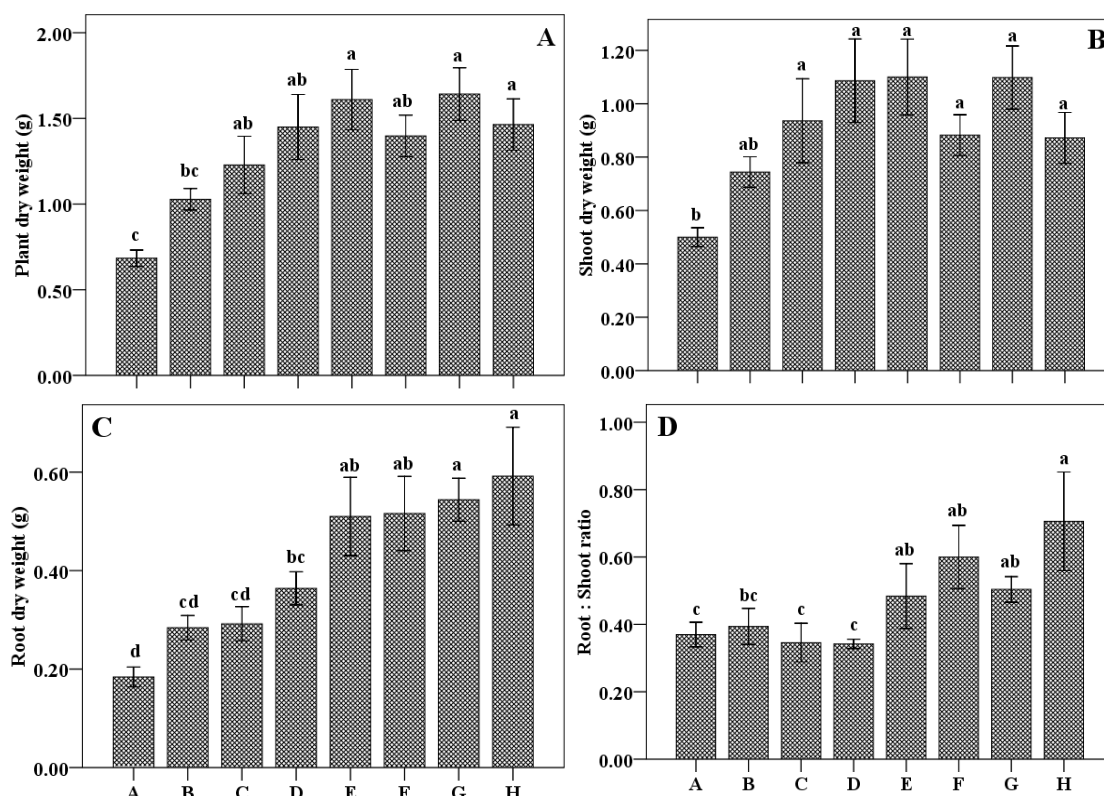 A
Plant dry weight (g)
2.00
1.50
1.00
0.50
0.00
c
bc
ab
ab
a
ab
a
a
B
Shoot dry weight (g)
1.20
1.00
0.80
0.60
0.40
0.20
0.00
b
ab
a
a
a
a
a
a
C
Root dry weight (g)
0.60
0.40
0.20
0.00
d
cd
cd
bc
ab
ab
a
a
A B C D E F G H
D
Root : Shoot ratio
1.00
0.80
0.60
0.40
0.20
0.00
c
bc
c
c
ab
ab
ab
a
A B C D E F G H